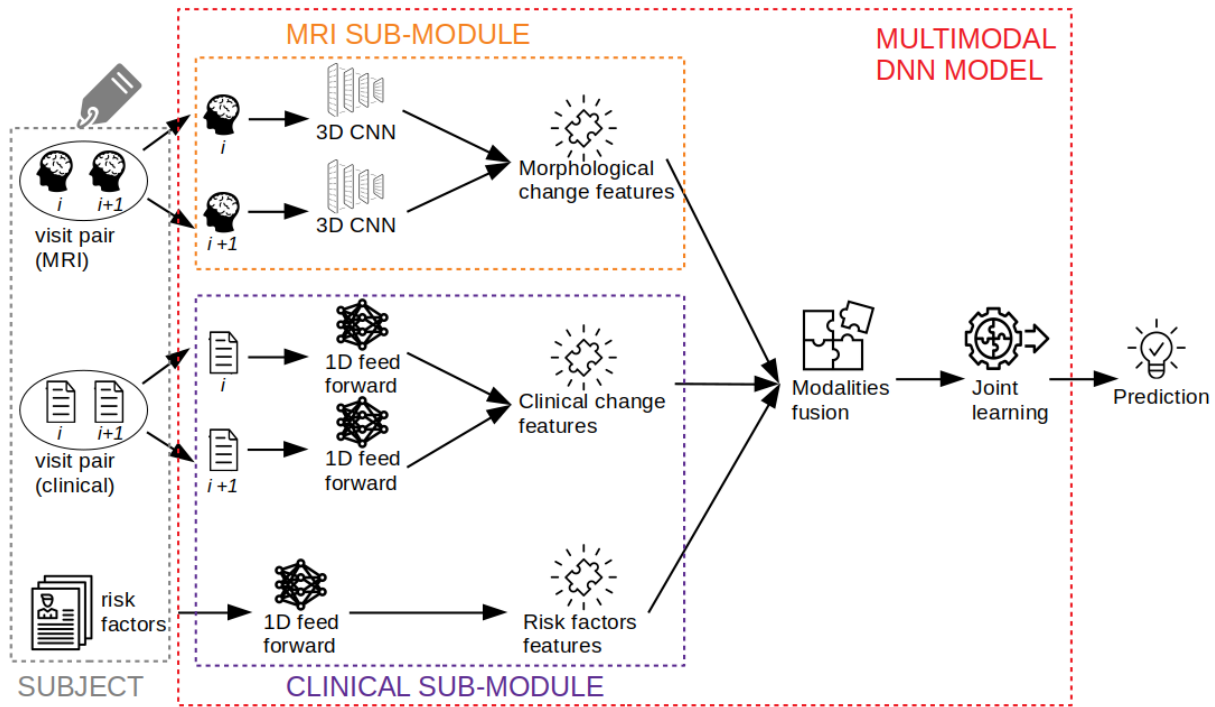 MRI SUB-MODULE
MULTIMODAL
DNN MODEL
i
3D CNN
i
i+1
visit pair
(MRI)
i +1
3D CNN
Morphological
change features
i
1D feed
forward
i
i+1
visit pair
(clinical)
i +1
1D feed
forward
Clinical change
features
Modalities
fusion
Joint
learning
Prediction
risk
factors
1D feed
forward
Risk factors
features
SUBJECT
CLINICAL SUB-MODULE